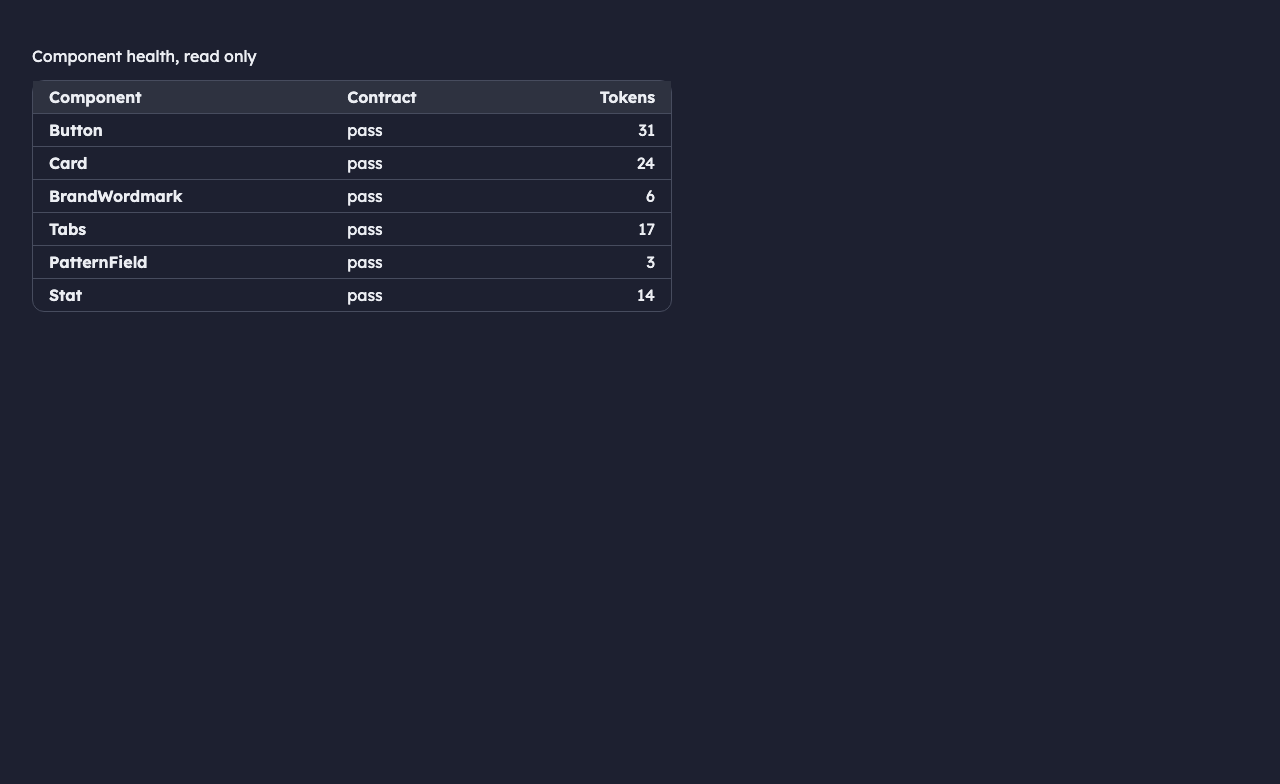 Component health, read only
Component Contract Tokens
Button pass 31
Card pass 24
BrandWordmark pass 6
Tabs pass 17
PatternField pass 3
Stat pass 14